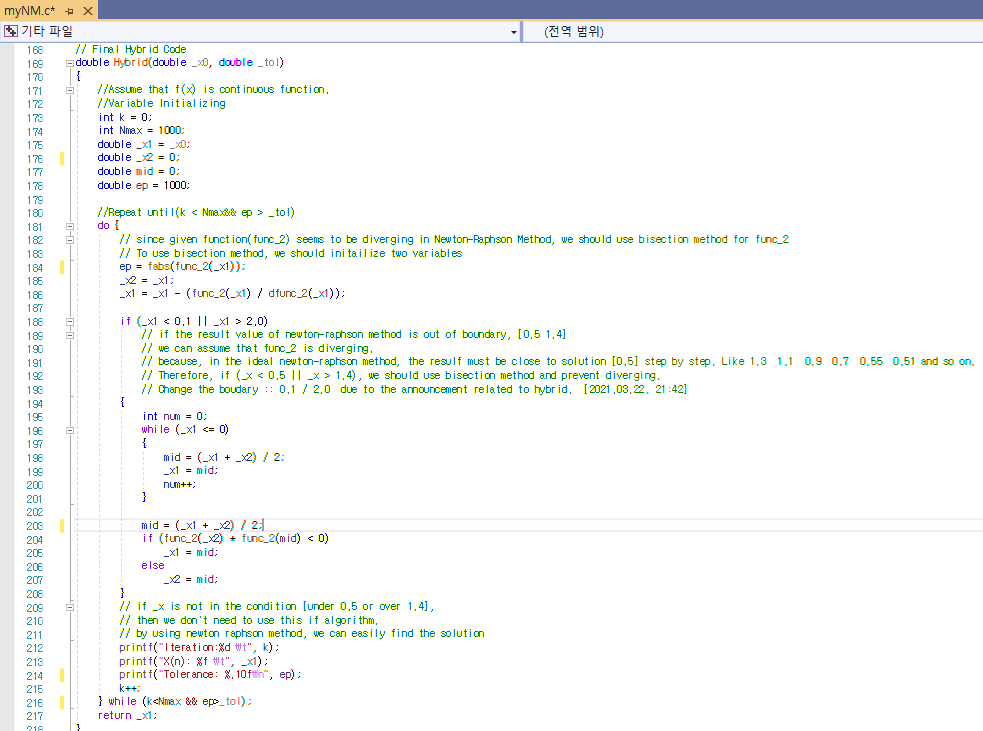 myNM.c*
기타 파일
(전역 범위)
168 // Final Hybrid Code
169 double Hybrid(double _x0, double _tol)
170 {
171 //Assume that f(x) is continuous function.
172 //Variable Initializing
173 int k = 0;
174 int Nmax = 1000;
175 double _x1 = _x0;
176 double _x2 = 0;
177 double mid = 0;
178 double ep = 1000;
179
180 //Repeat until(k < Nmax&& ep > _tol)
181 do {
182 // since given function(func_2) seems to be diverging in Newton-Raphson Method, we should use bisection method for func_2
183 // To use bisection method, we should initailize two variables
184 ep = fabs(func_2(_x1));
185 _x2 = _x1;
186 _x1 = _x1 - (func_2(_x1) / dfunc_2(_x1));
187
188 if (_x1 < 0.1 || _x1 > 2.0)
189 // if the result value of newton-raphson method is out of boundary, [0.5 1.4]
190 // we can assume that func_2 is diverging.
191 // because, in the ideal newton-raphson method, the resulf must be close to solution [0.5] step by step. Like 1.3 1.1 0.9 0.7 0.55 0.51 and so on.
192 // Therefore, if (_x < 0.5 || _x > 1.4), we should use bisection method and prevent diverging.
193 // Change the boudary :: 0.1 / 2.0 due to the announcement related to hybrid. [2021.03.22. 21:42]
194 {
195 int num = 0;
196 while (_x1 <= 0)
197 {
198 mid = (_x1 + _x2) / 2;
199 _x1 = mid;
200 num++;
201 }
202
203 mid = (_x1 + _x2) / 2;
204 if (func_2(_x2) * func_2(mid) < 0)
205 _x1 = mid;
206 else
207 _x2 = mid;
208 }
209 // if _x is not in the condition [under 0.5 or over 1.4],
210 // then we don't need to use this if algorithm.
211 // by using newton raphson method, we can easily find the solution
212 printf("Iteration:%d ₩t", k);
213 printf("X(n): %f ₩t", _x1);
214 printf("Tolerance: %.10f₩n", ep);
215 k++;
216 } while (k<Nmax && ep>_tol);
217 return _x1;
218 }